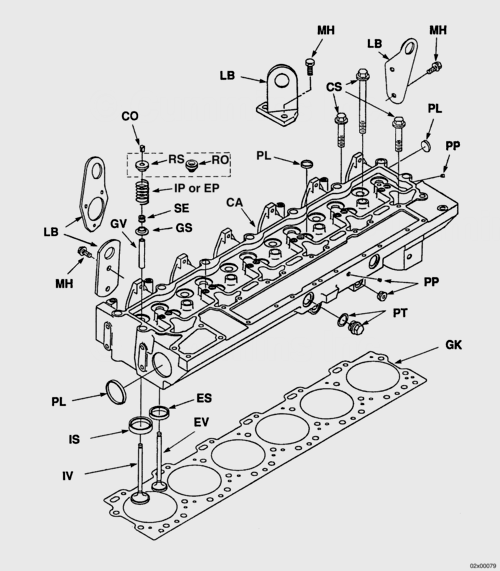 MH
MH
LB
LB
CS
CO
PL
RS
RO
PL
PP
IP or EP
SE
CA
GV
GS
LB
MH
PP
PT
GK
PL
ES
IS
EV
IV
02x00079